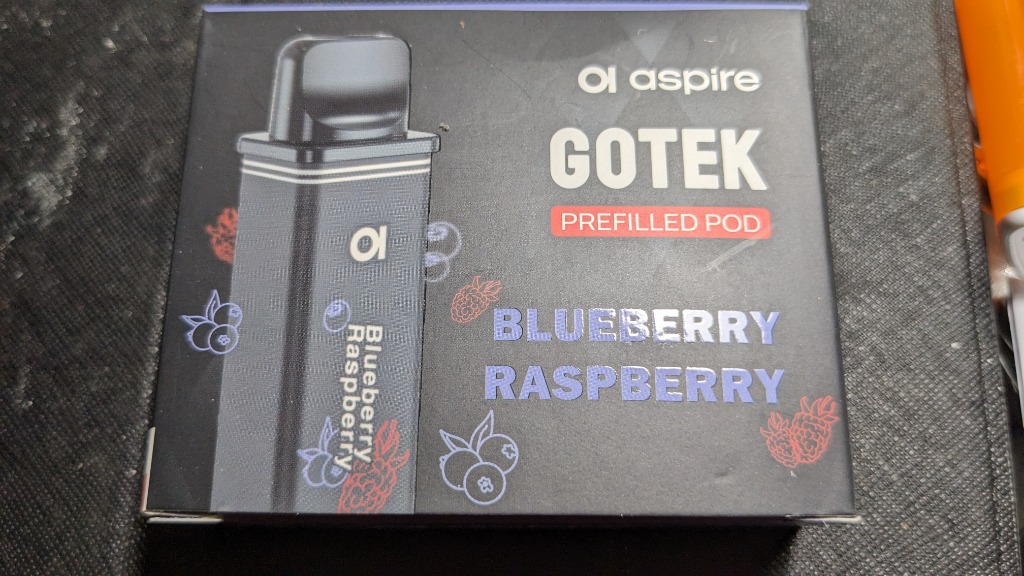 aspire
GOTEK
PREFILLED POD
BLUEBERRY
RASPBERRY
Blueberry
Raspberry